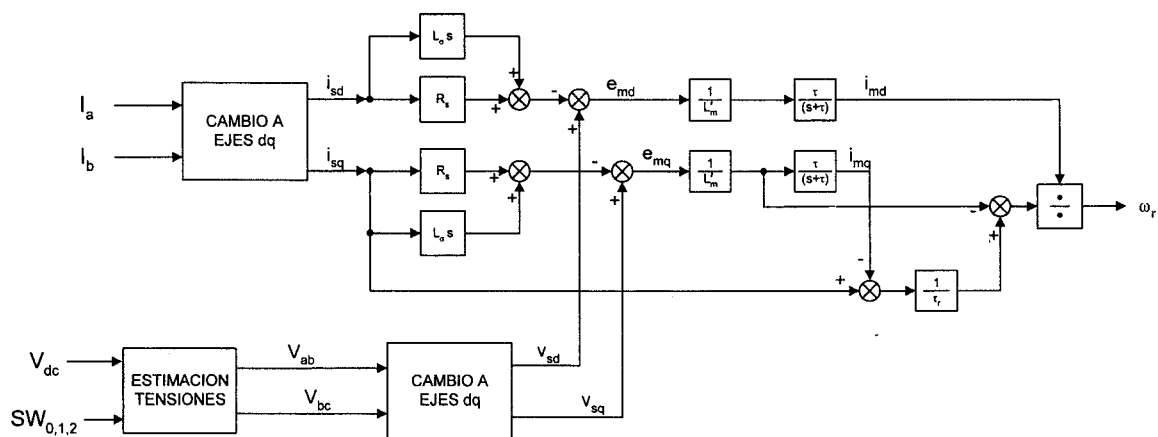 L_σ s
i_sd
R_s
+
+
-
+
e_md
1
L'_m
τ
(s+τ)
i_md
I_a
I_b
CAMBIO A
EJES dq
i_sq
R_s
+
+
-
+
e_mq
1
L'_m
τ
(s+τ)
i_mq
L_σ s
-
+
÷
ω_r
-
+
1
τ_r
V_dc
SW_0,1,2
ESTIMACION
TENSIONES
V_ab
V_bc
CAMBIO A
EJES dq
v_sd
v_sq